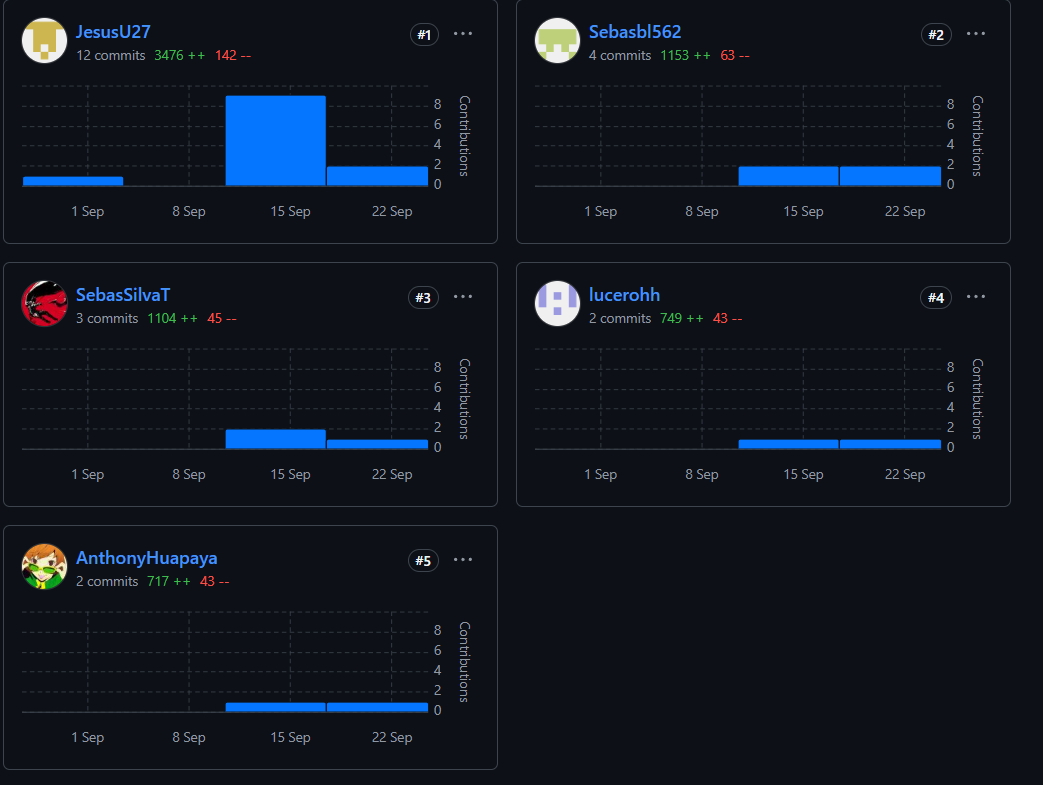 JesusU27
#1
12 commits 3476 ++ 142 --
8
6
4
2
0
Contributions
1 Sep 8 Sep 15 Sep 22 Sep
Sebasbl562
#2
4 commits 1153 ++ 63 --
8
6
4
2
0
Contributions
1 Sep 8 Sep 15 Sep 22 Sep
SebasSilvaT
#3
3 commits 1104 ++ 45 --
8
6
4
2
0
Contributions
1 Sep 8 Sep 15 Sep 22 Sep
lucerohh
#4
2 commits 749 ++ 43 --
8
6
4
2
0
Contributions
1 Sep 8 Sep 15 Sep 22 Sep
AnthonyHuapaya
#5
2 commits 717 ++ 43 --
8
6
4
2
0
Contributions
1 Sep 8 Sep 15 Sep 22 Sep